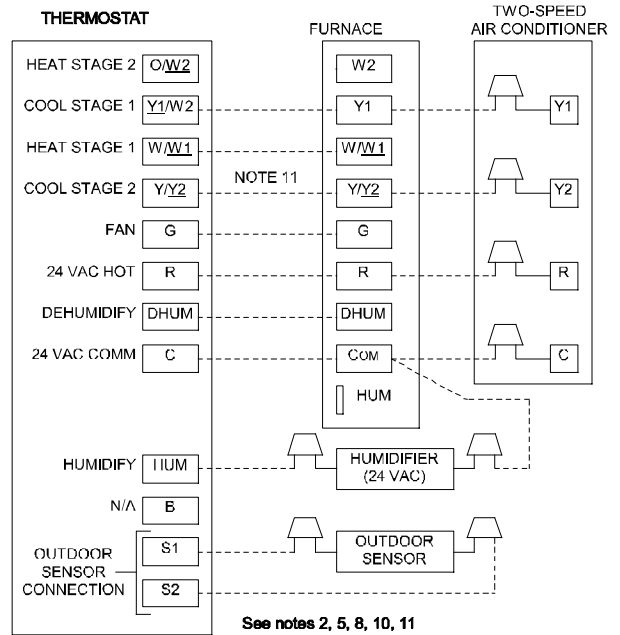 THERMOSTAT
FURNACE
TWO-SPEED
AIR CONDITIONER
HEAT STAGE 2 O/W2 W2
COOL STAGE 1 Y1/W2 Y1 Y1
HEAT STAGE 1 W/W1 W/W1
NOTE 11
COOL STAGE 2 Y/Y2 Y/Y2 Y2
FAN G G
24 VAC HOT R R R
DEHUMIDIFY DHUM DHUM
24 VAC COMM C COM C
HUM
HUMIDIFY HUM HUMIDIFIER
(24 VAC)
N/A B
OUTDOOR
SENSOR
CONNECTION
S1 OUTDOOR
SENSOR
S2
See notes 2, 5, 8, 10, 11